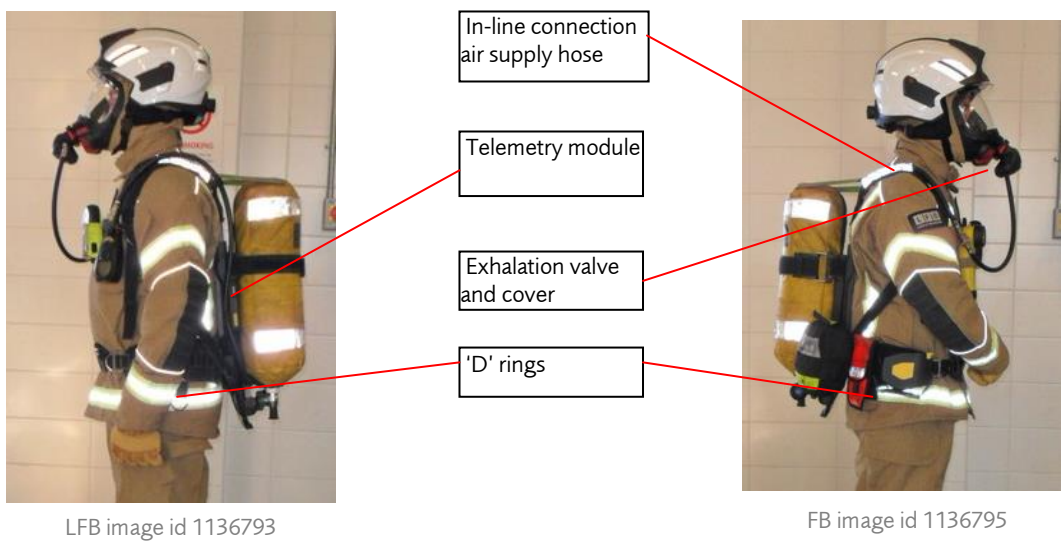 In-line connection
air supply hose
Telemetry module
Exhalation valve
and cover
'D' rings
SMOKING
LFB image id 1136793
FB image id 1136795